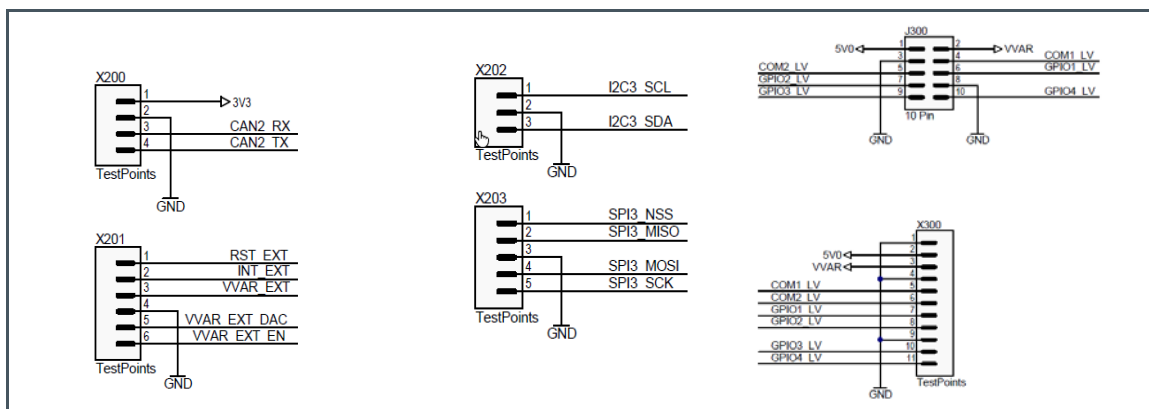 X200
1
3V3
2
3 CAN2_RX
4 CAN2_TX
TestPoints
GND
X201
1 RST_EXT
2 INT_EXT
3 VVAR_EXT
4
5 VVAR_EXT_DAC
6 VVAR_EXT_EN
TestPoints
GND
X202
1 I2C3_SCL
2
3 I2C3_SDA
TestPoints
GND
X203
1 SPI3_NSS
2 SPI3_MISO
3
4 SPI3_MOSI
5 SPI3_SCK
TestPoints
GND
J300
5V0 1 2 VVAR
3 4 COM1_LV
COM2_LV 5 6 GPIO1_LV
GPIO2_LV 7 8
GPIO3_LV 9 10 GPIO4_LV
10 Pin
GND GND
X300
1
5V0 2
VVAR 3
4
COM1_LV 5
COM2_LV 6
GPIO1_LV 7
GPIO2_LV 8
9
GPIO3_LV 10
GPIO4_LV 11
TestPoints
GND